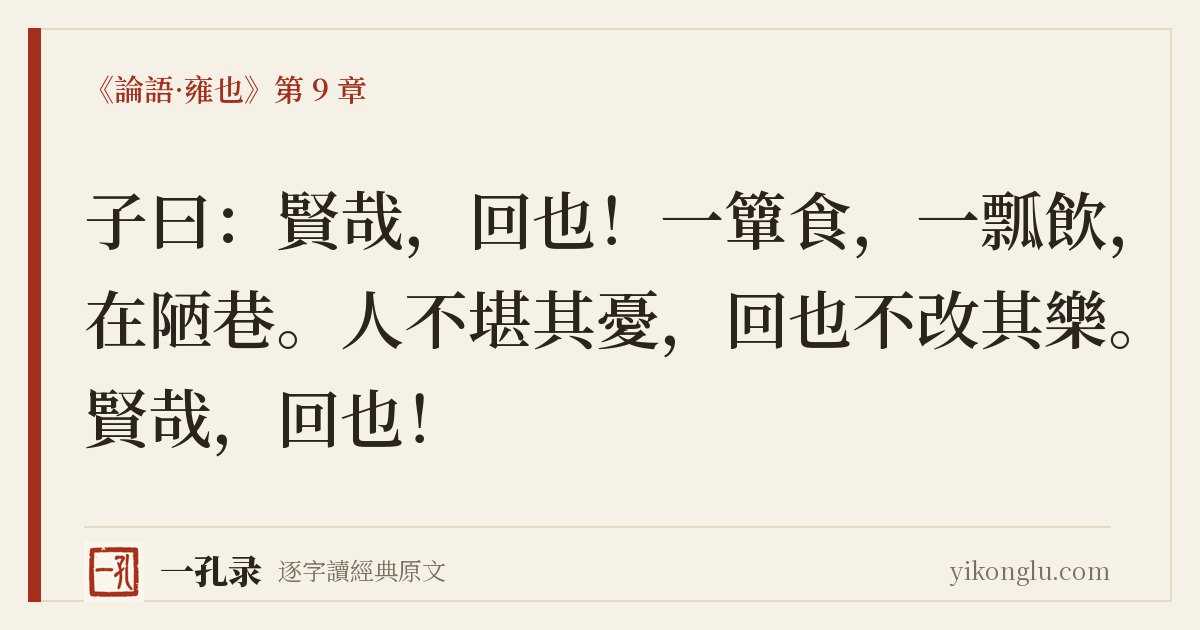 《論語·雍也》第 9 章
子曰：賢哉，回也！一簞食，一瓢飲，
在陋巷。人不堪其憂，回也不改其樂。
賢哉，回也！
一孔
一孔录 逐字讀經典原文
yikonglu.com